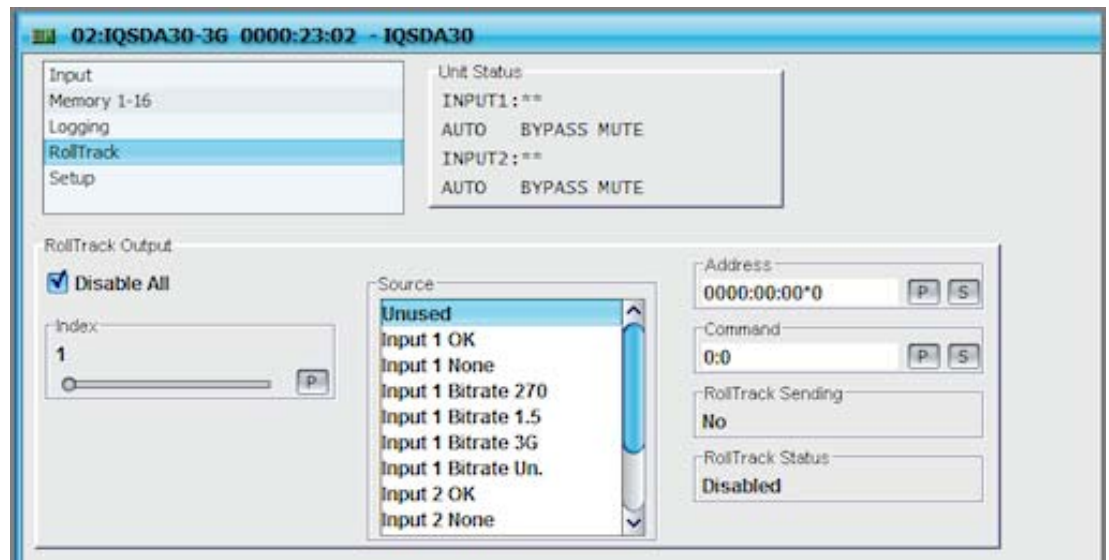 02:IQSDA30-3G 0000:23:02 - IQSDA30
Input
Memory 1-16
Logging
RollTrack
Setup
Unit Status
INPUT1:**
AUTO BYPASS MUTE
INPUT2:**
AUTO BYPASS MUTE
RollTrack Output
Disable All
Index
1
P
Source
Unused
Input 1 OK
Input 1 None
Input 1 Bitrate 270
Input 1 Bitrate 1.5
Input 1 Bitrate 3G
Input 1 Bitrate Un.
Input 2 OK
Input 2 None
Address
0000:00:00*0 P S
Command
0:0 P S
RollTrack Sending
No
RollTrack Status
Disabled